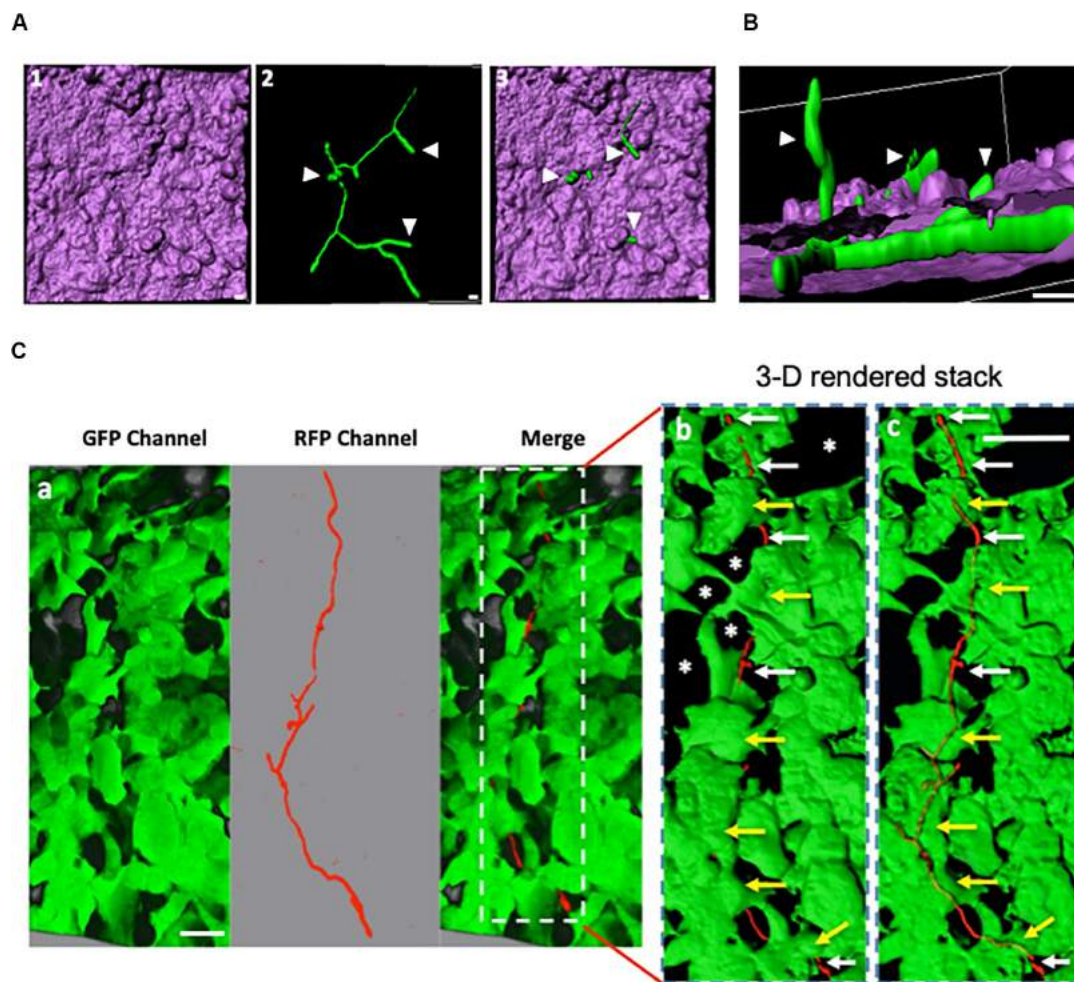 A
B
1
2
3
C
3-D rendered stack
GFP Channel
RFP Channel
Merge
a
b
c
*
*
*
*
*